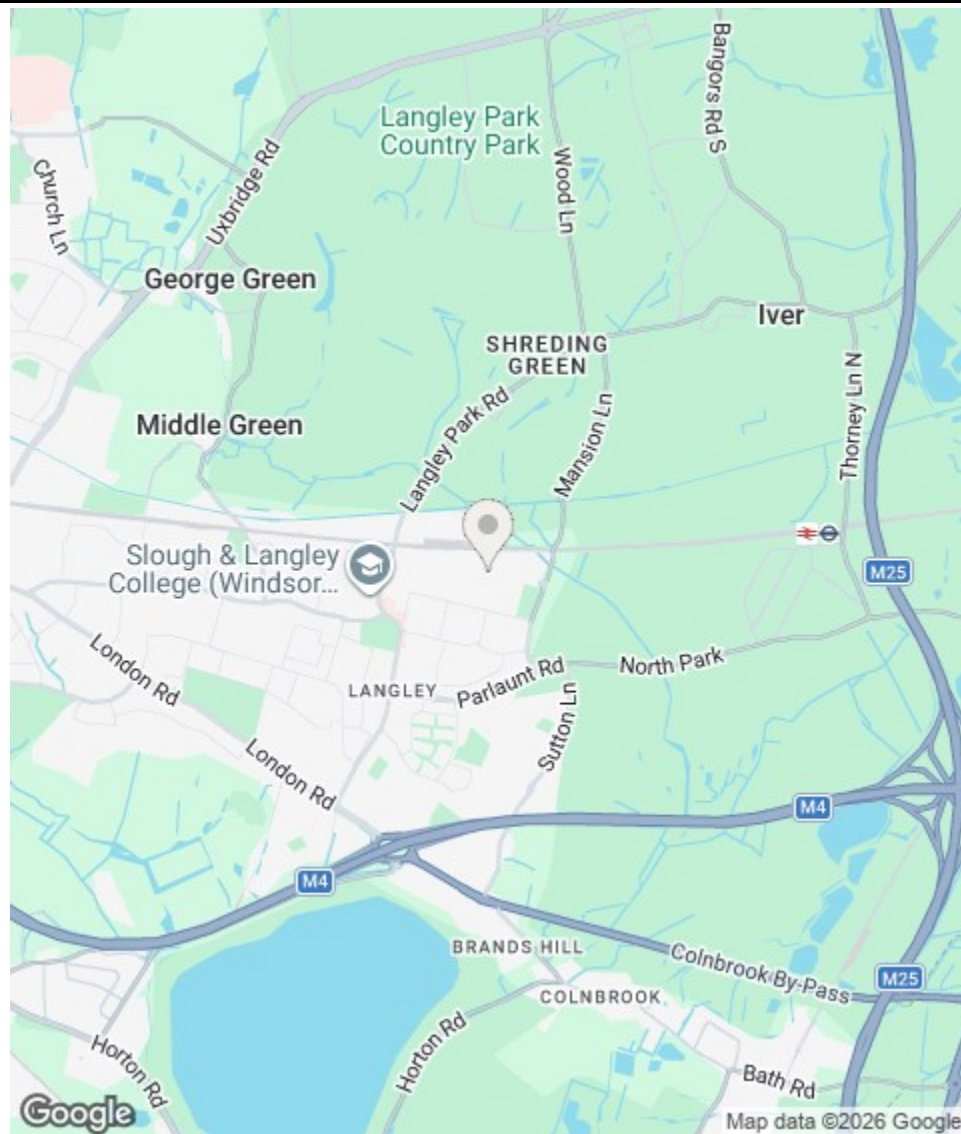 Langley Park
Country Park
Bangors Rd S
Wood Ln
Church Ln
Uxbridge Rd
George Green
Iver
SHREDING
GREEN
Thorney Ln N
Langley Park Rd
Middle Green
Mansion Ln
Slough & Langley
College (Windsor...
M25
London Rd
North Park
LANGLEY
Parlaunt Rd
Sutton Ln
London Rd
M4
M4
BRANDS HILL
Colnbrook By-Pass
M25
COLNBROOK
Horton Rd
Horton Rd
Bath Rd
Google
Map data ©2026 Google